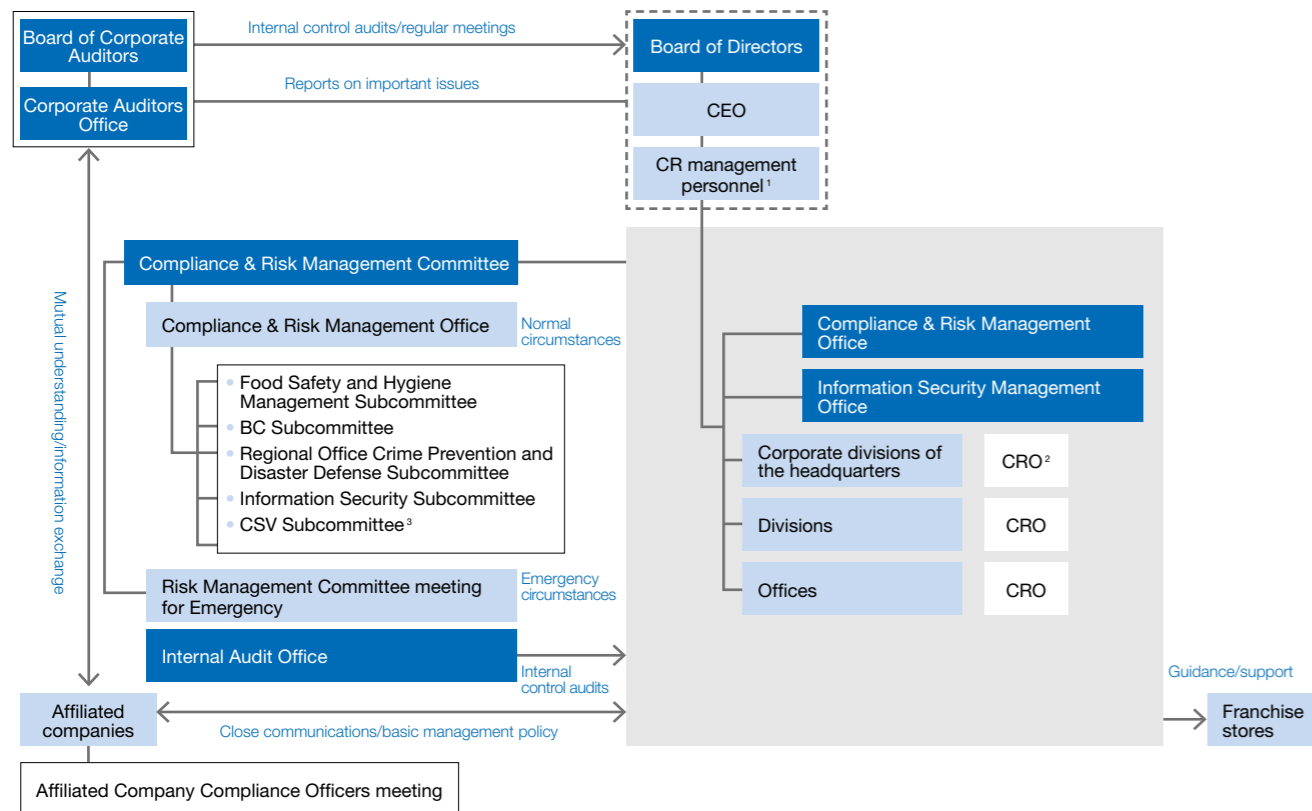 Board of Corporate
Auditors
Internal control audits/regular meetings
Board of Directors
Reports on important issues
Corporate Auditors
Office
CEO
CR management
personnel 1
Mutual understanding/information exchange
Compliance & Risk Management Committee
Compliance & Risk Management Office
Normal
circumstances
• Food Safety and Hygiene
Management Subcommittee
• BC Subcommittee
• Regional Office Crime Prevention and
Disaster Defense Subcommittee
• Information Security Subcommittee
• CSV Subcommittee 3
Risk Management Committee meeting
for Emergency
Emergency
circumstances
Internal Audit Office
Internal
control audits
Compliance & Risk Management
Office
Information Security Management
Office
Corporate divisions of
the headquarters
CRO 2
Divisions
CRO
Offices
CRO
Guidance/support
Franchise
stores
Affiliated
companies
Close communications/basic management policy
Affiliated Company Compliance Officers meeting